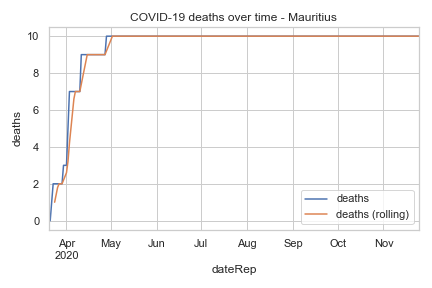 COVID-19 deaths over time - Mauritius
10
8
6
4
2
0
deaths
deaths
deaths (rolling)
Apr May Jun Jul Aug Sep Oct Nov
2020
dateRep